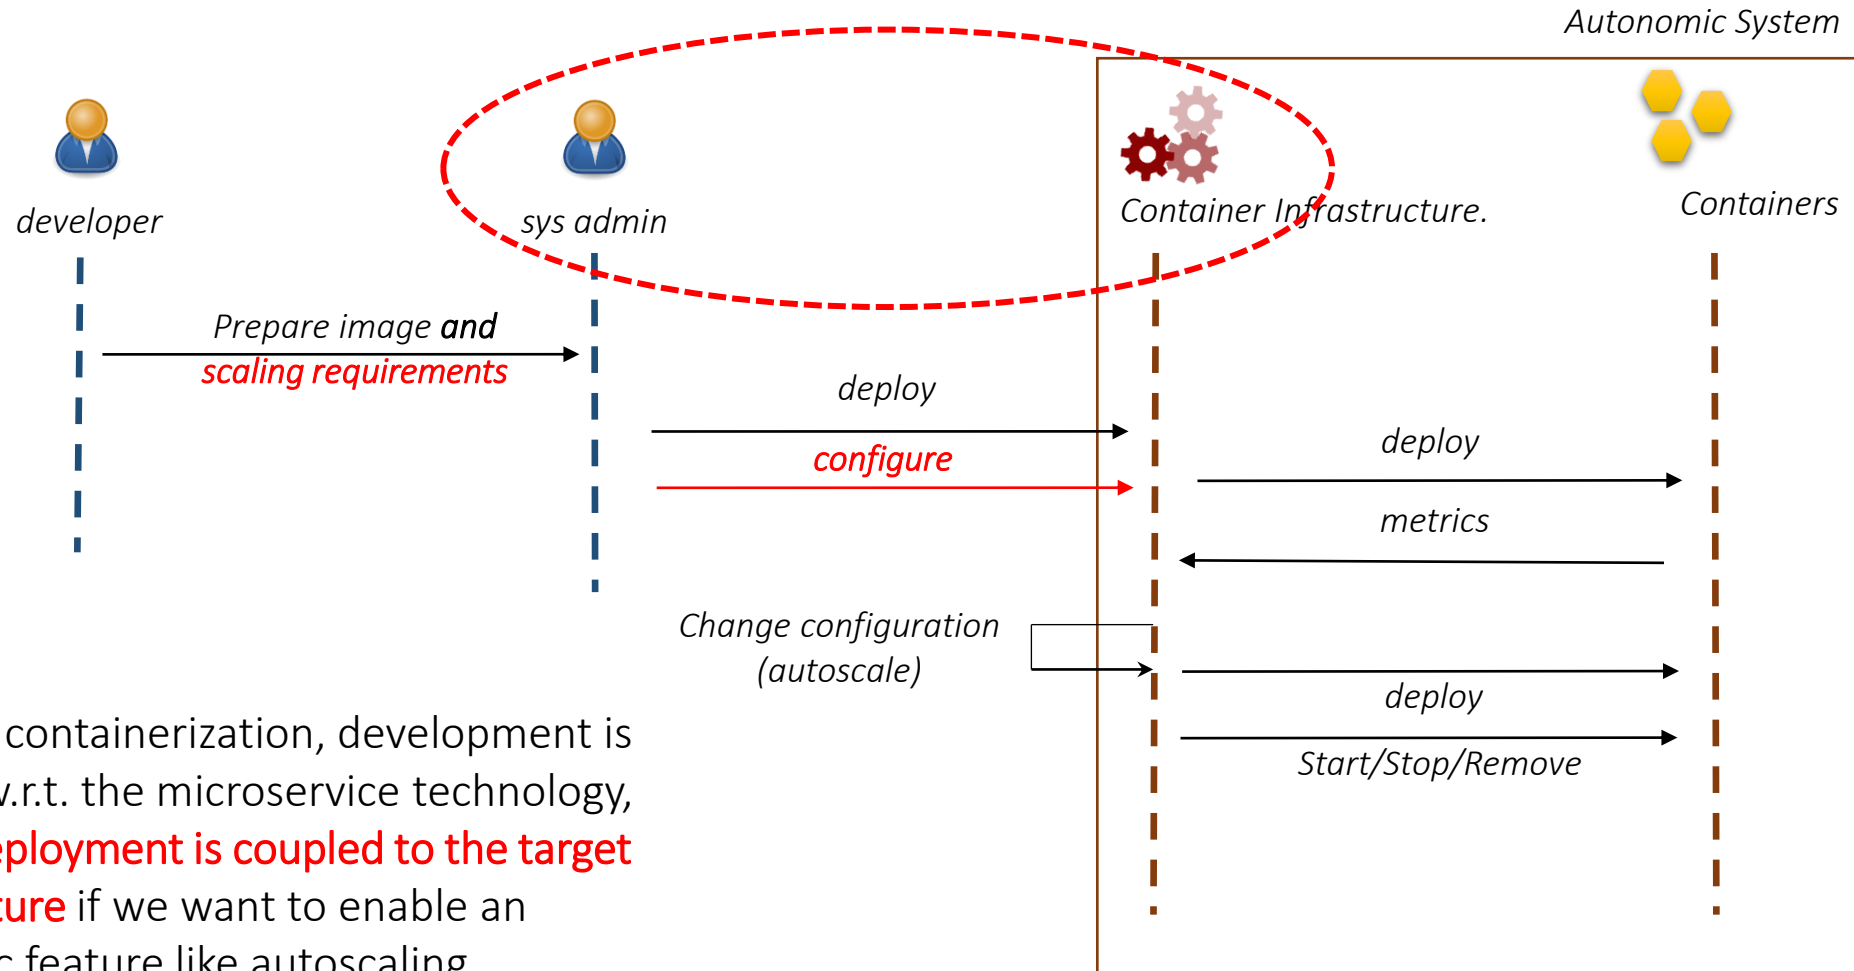 Autonomic System
developer
sys admin
Container Infrastructure.
Containers
Prepare image and
scaling requirements
deploy
configure
deploy
metrics
Change configuration
(autoscale)
deploy
Start/Stop/Remove
containerization, development is
w.r.t. the microservice technology,
deployment is coupled to the target
if we want to enable an
feature like autoscaling